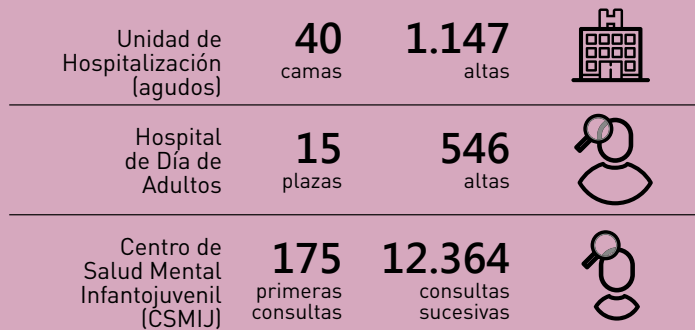 Unidad de
Hospitalización
(agudos)
40
camas
1.147
altas
Hospital
de Día de
Adultos
15
plazas
546
altas
Centro de
Salud Mental
Infantojuvenil
(CSMIJ)
175
primeras
consultas
12.364
consultas
sucesivas